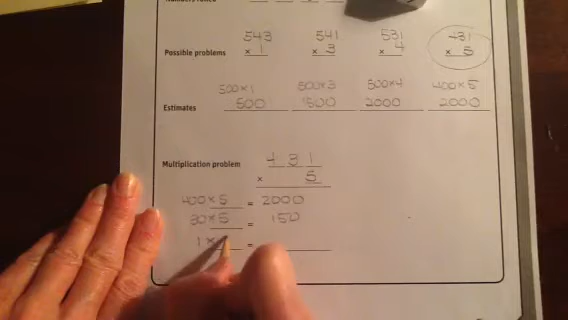 543 541 531 431
Possible problems × 1 × 3 × 4 × 5
500×1 500×3 500×4 400×5
Estimates 500 1500 2000 2000
Multiplication problem 4 3 1
× 5
400×5 = 2000
30×5 = 150
1× =